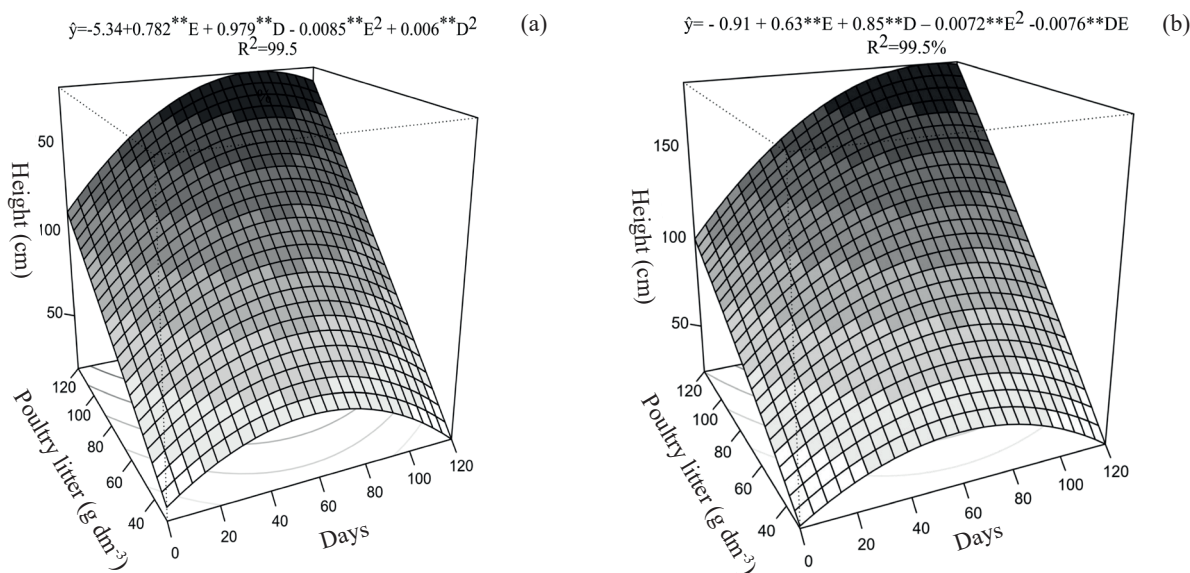 ŷ=-5.34+0.782**E + 0.979**D - 0.0085**E² + 0.006**D²
R²=99.5
(a)
50
100
50
Height (cm)
120
100
80
60
40
Poultry litter (g dm⁻³)
0
20
40
60
80
100
120
Days
ŷ= - 0.91 + 0.63**E + 0.85**D – 0.0072**E² -0.0076**DE
R²=99.5%
(b)
150
100
50
Height (cm)
120
100
80
60
40
Poultry litter (g dm⁻³)
0
20
40
60
80
100
120
Days